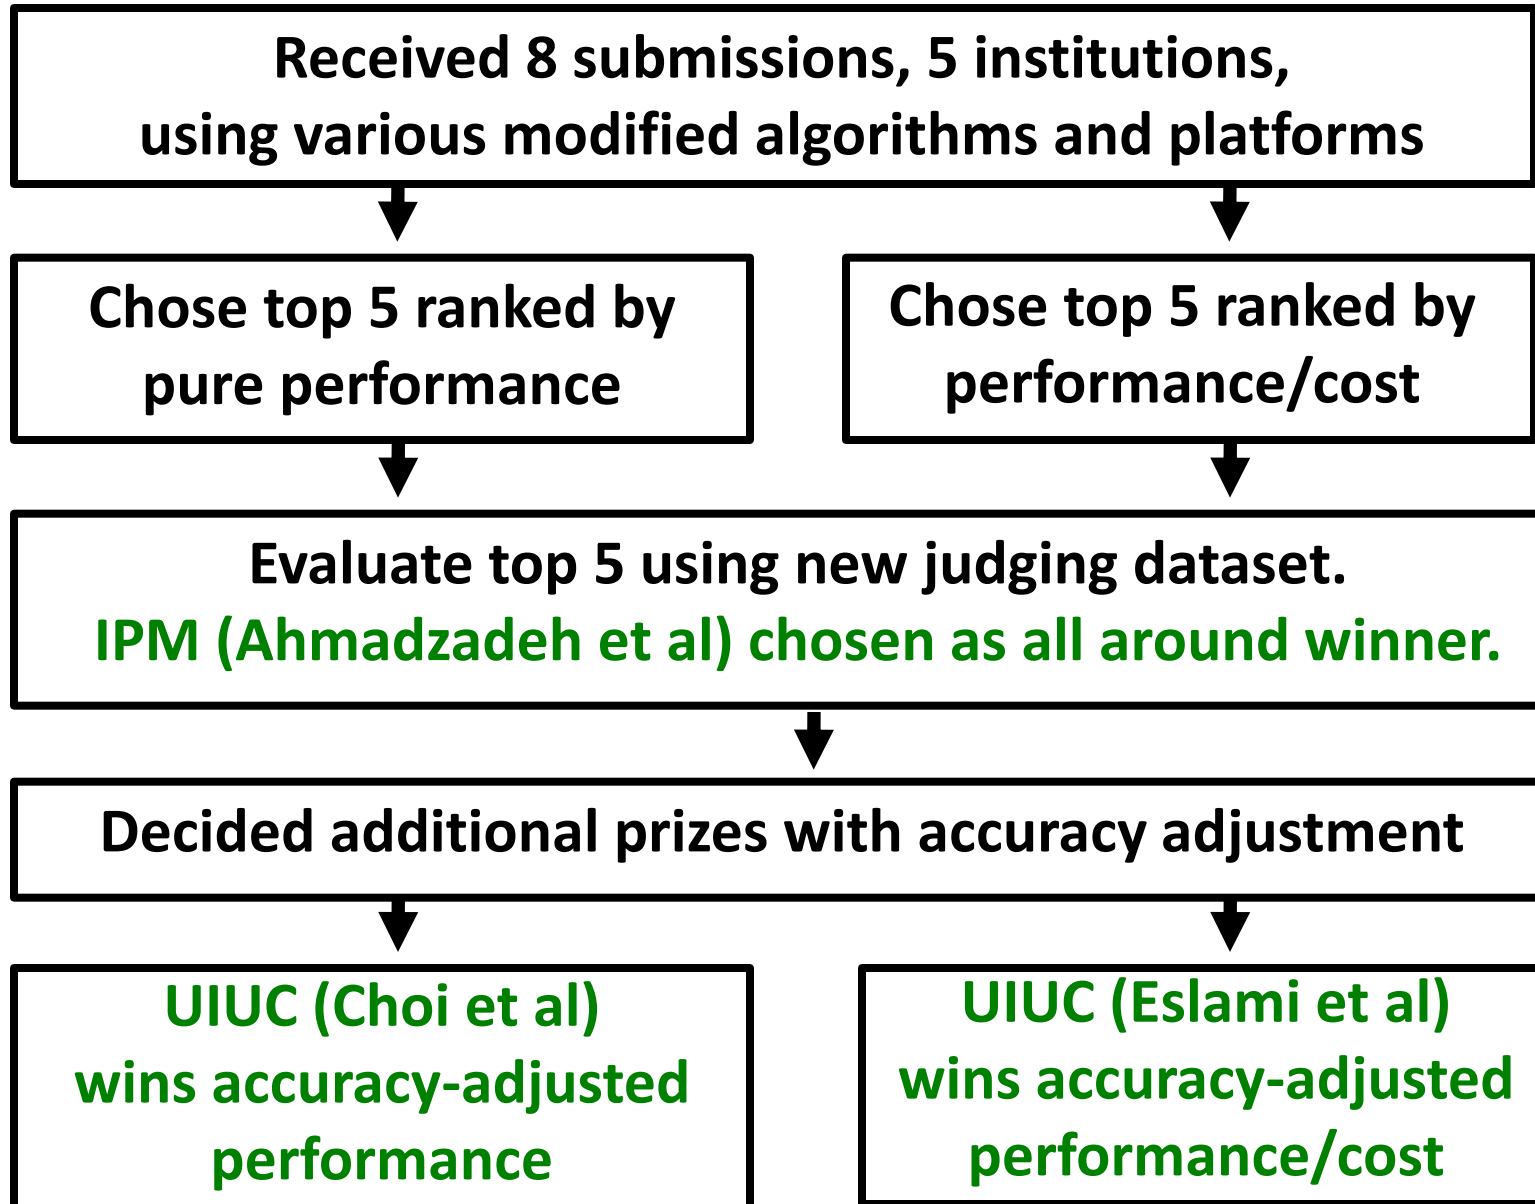 Received 8 submissions, 5 institutions,
using various modified algorithms and platforms
Chose top 5 ranked by
pure performance
Chose top 5 ranked by
performance/cost
Evaluate top 5 using new judging dataset.
IPM (Ahmadzadeh et al) chosen as all around winner.
Decided additional prizes with accuracy adjustment
UIUC (Choi et al)
wins accuracy-adjusted
performance
UIUC (Eslami et al)
wins accuracy-adjusted
performance/cost